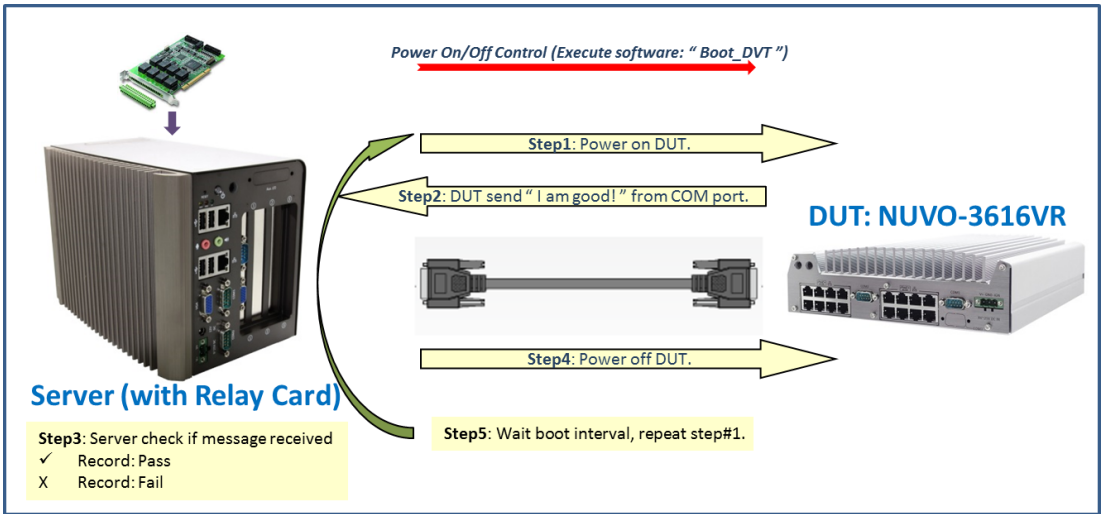 Power On/Off Control (Execute software: “ Boot_DVT ”)
Step1: Power on DUT.
Step2: DUT send “ I am good! ” from COM port.
DUT: NUVO-3616VR
Step4: Power off DUT.
Server (with Relay Card)
Step3: Server check if message received
✓ Record: Pass
X Record: Fail
Step5: Wait boot interval, repeat step#1.